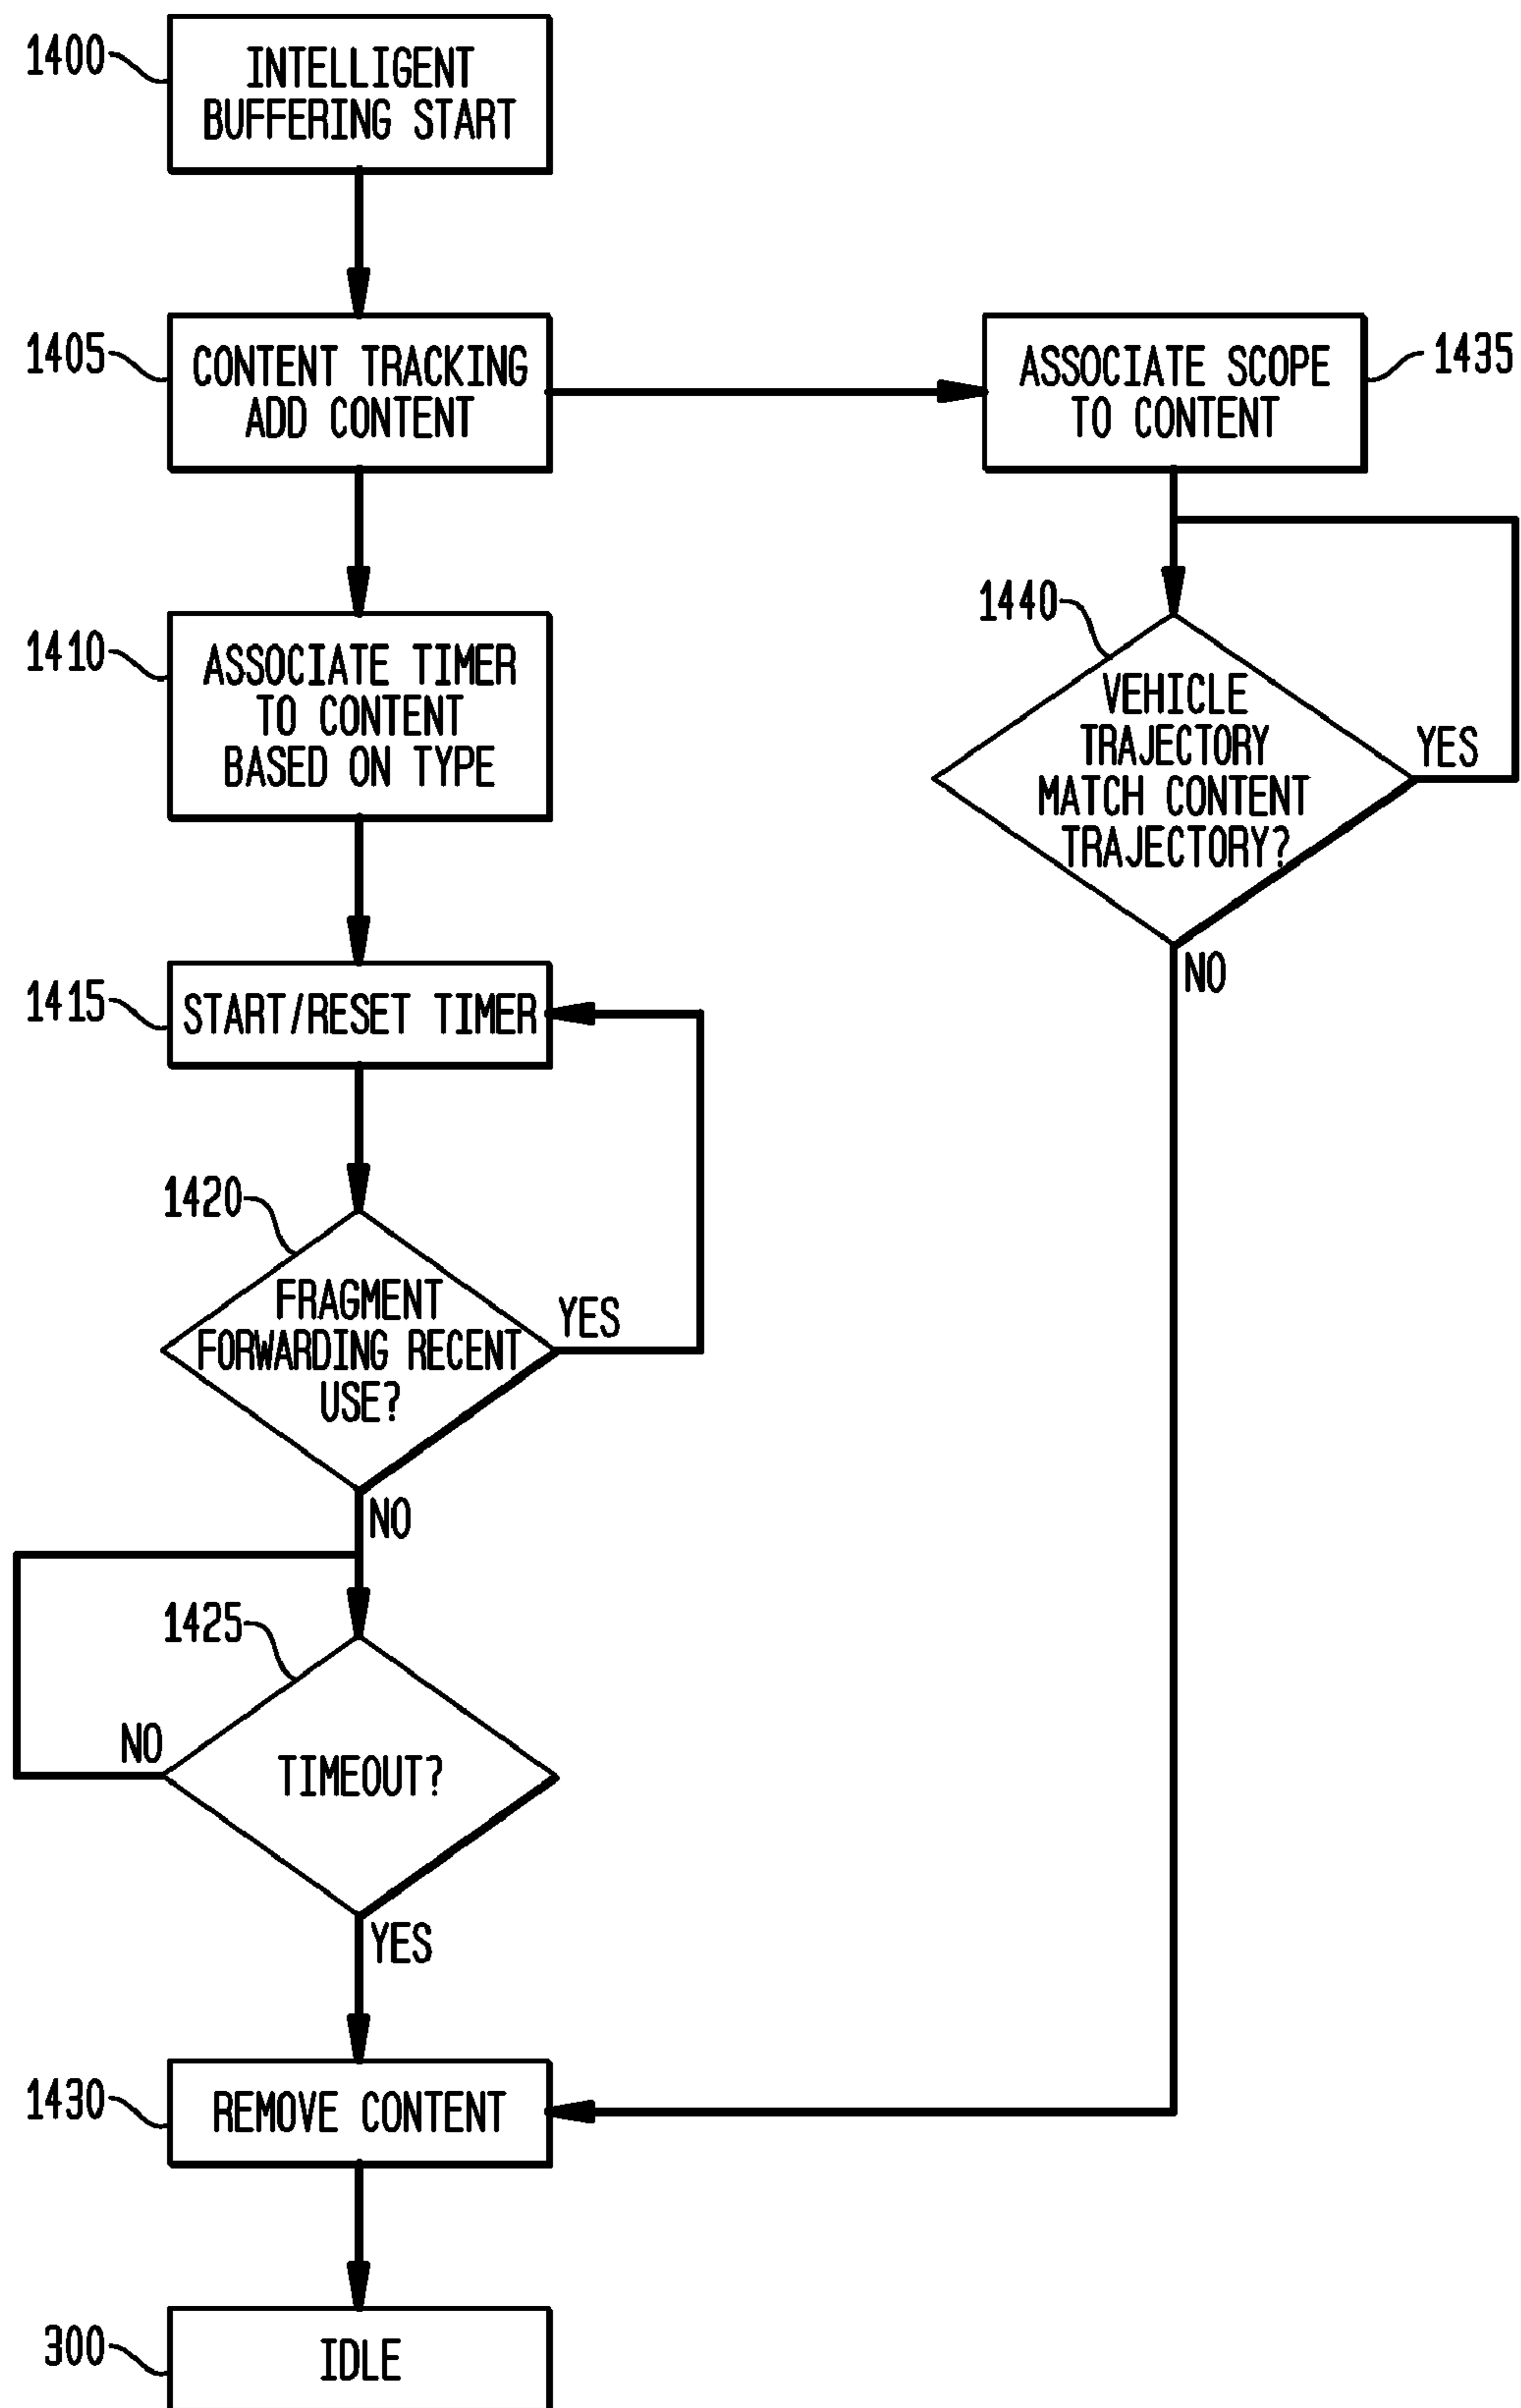 1400
INTELLIGENT
BUFFERING START
1405
CONTENT TRACKING
ADD CONTENT
ASSOCIATE SCOPE
TO CONTENT
1435
1410
ASSOCIATE TIMER
TO CONTENT
BASED ON TYPE
1440
VEHICLE
TRAJECTORY
MATCH CONTENT
TRAJECTORY?
YES
NO
1415
START/RESET TIMER
1420
FRAGMENT
FORWARDING RECENT
USE?
YES
NO
1425
TIMEOUT?
NO
YES
1430
REMOVE CONTENT
300
IDLE